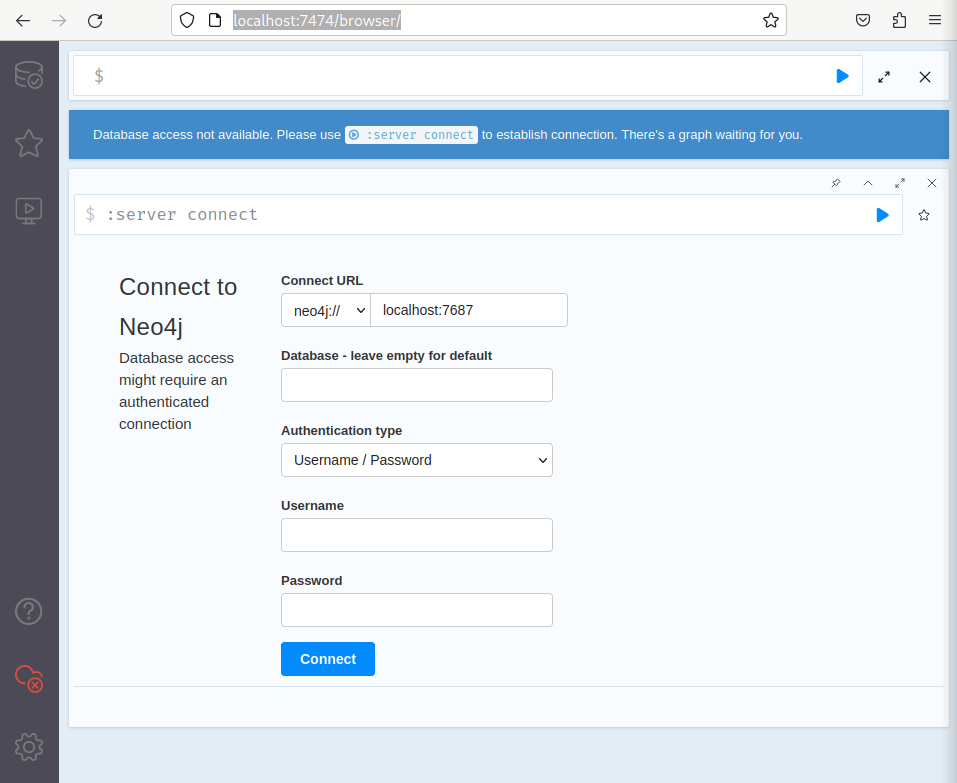 localhost:7474/browser/
$
Database access not available. Please use :server connect to establish connection. There's a graph waiting for you.
$ :server connect
Connect to
Neo4j
Database access
might require an
authenticated
connection
Connect URL
neo4j:// localhost:7687
Database - leave empty for default
Authentication type
Username / Password
Username
Password
Connect